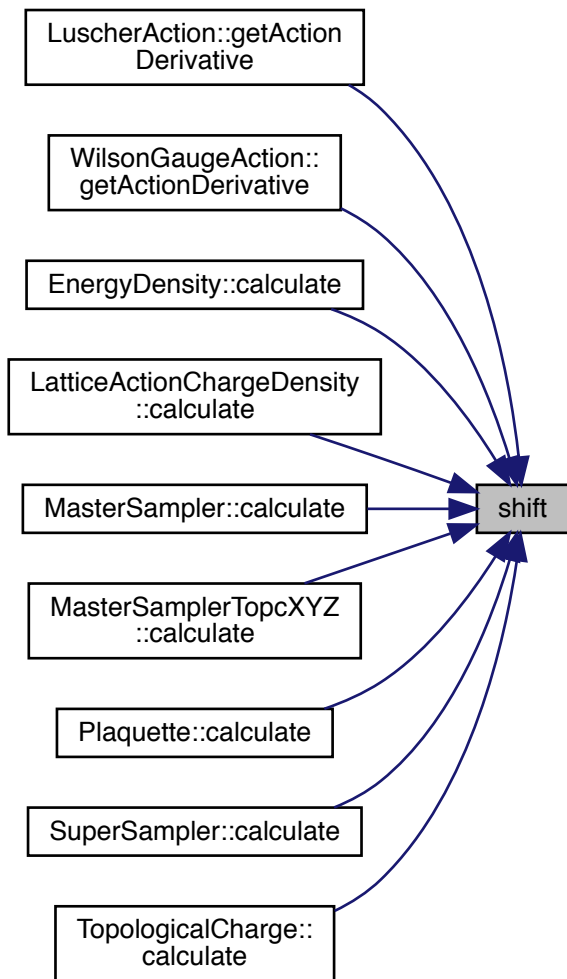 LuscherAction::getAction
Derivative
WilsonGaugeAction::
getActionDerivative
EnergyDensity::calculate
LatticeActionChargeDensity
::calculate
MasterSampler::calculate
shift
MasterSamplerTopcXYZ
::calculate
Plaquette::calculate
SuperSampler::calculate
TopologicalCharge::
calculate